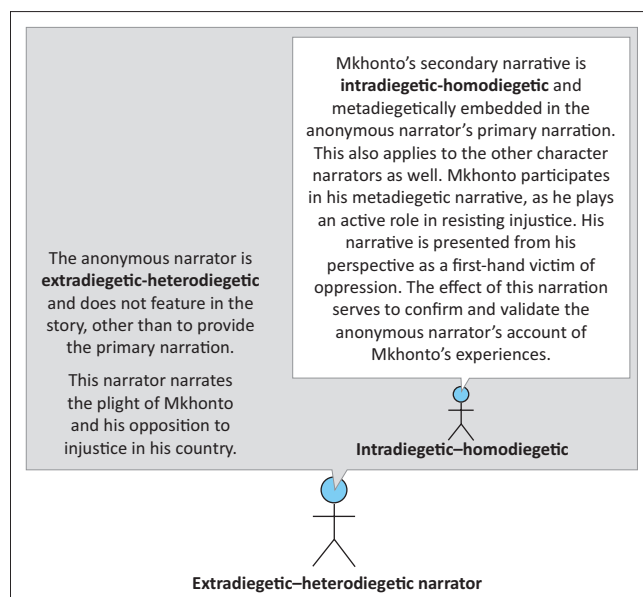 Mkhonto’s secondary narrative is
intradiegetic-homodiegetic and
metadiegetically embedded in the
anonymous narrator’s primary narration.
This also applies to the other character
narrators as well. Mkhonto participates
in his metadiegetic narrative, as he plays
an active role in resisting injustice. His
narrative is presented from his
perspective as a first-hand victim of
oppression. The effect of this narration
serves to confirm and validate the
anonymous narrator’s account of
Mkhonto’s experiences.
The anonymous narrator is
extradiegetic-heterodiegetic
and does not feature in the
story, other than to provide
the primary narration.
This narrator narrates
the plight of Mkhonto
and his opposition to
injustice in his country.
Intradiegetic–homodiegetic
Extradiegetic–heterodiegetic narrator